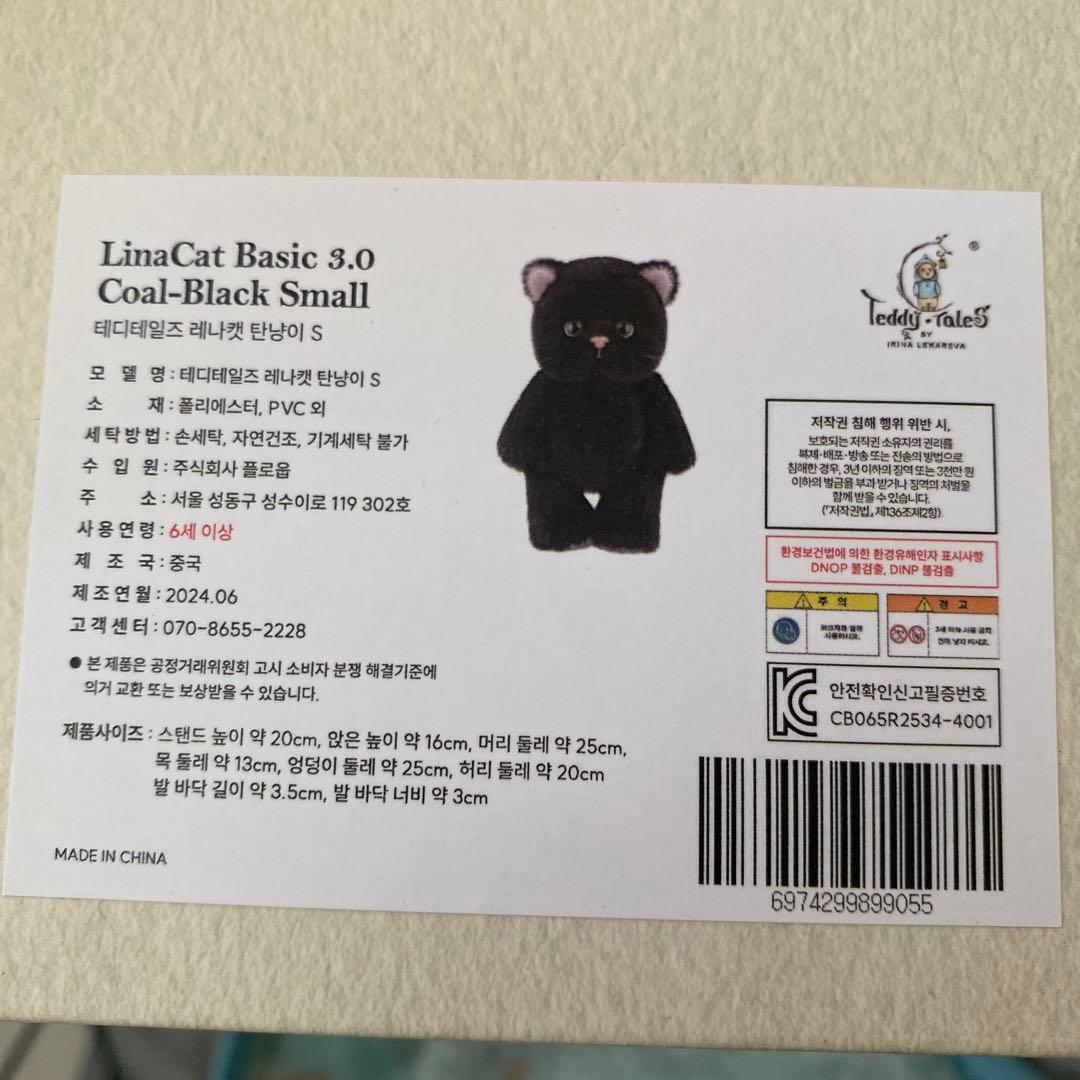 LinaCat Basic 3.0
Coal-Black Small
테디테일즈 레나캣 탄냥이 S
모 델 명 : 테디테일즈 레나캣 탄냥이 S
소 재 : 폴리에스터, PVC 외
세탁방법 : 손세탁, 자연건조, 기계세탁 불가
수 입 원 : 주식회사 플로웁
주 소 : 서울 성동구 성수이로 119 302호
사용연령 : 6세 이상
제 조 국 : 중국
제조연월 : 2024.06
고객센터 : 070-8655-2228
● 본 제품은 공정거래위원회 고시 소비자 분쟁 해결기준에
의거 교환 또는 보상받을 수 있습니다.
제품사이즈 : 스탠드 높이 약 20cm, 앉은 높이 약 16cm, 머리 둘레 약 25cm,
목 둘레 약 13cm, 엉덩이 둘레 약 25cm, 허리 둘레 약 20cm
발 바닥 길이 약 3.5cm, 발 바닥 너비 약 3cm
MADE IN CHINA
®
Teddy·Tales
BY
IRINA LEKAREVA
저작권 침해 행위 위반 시,
보호되는 저작권 소유자의 권리를
복제·배포·방송 또는 전송의 방법으로
침해한 경우, 3년 이하의 징역 또는 3천만 원
이하의 벌금을 부과 받거나 징역의 처벌을
함께 받을 수 있습니다.
(「저작권법」 제136조제2항)
환경보건법에 의한 환경유해인자 표시사항
DNOP 불검출, DINP 불검출
주 의
사용하시오.
경 고
3세 이하 사용 금지
KC
안전확인신고필증번호
CB065R2534-4001
6974299899055